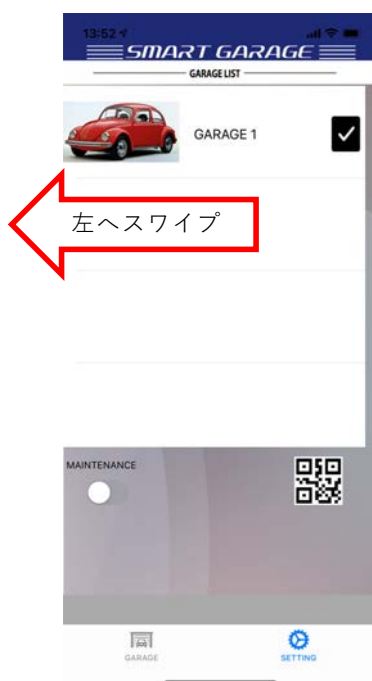 13:52
SMART GARAGE
GARAGE LIST
GARAGE 1
左へスワイプ
MAINTENANCE
GARAGE
SETTING